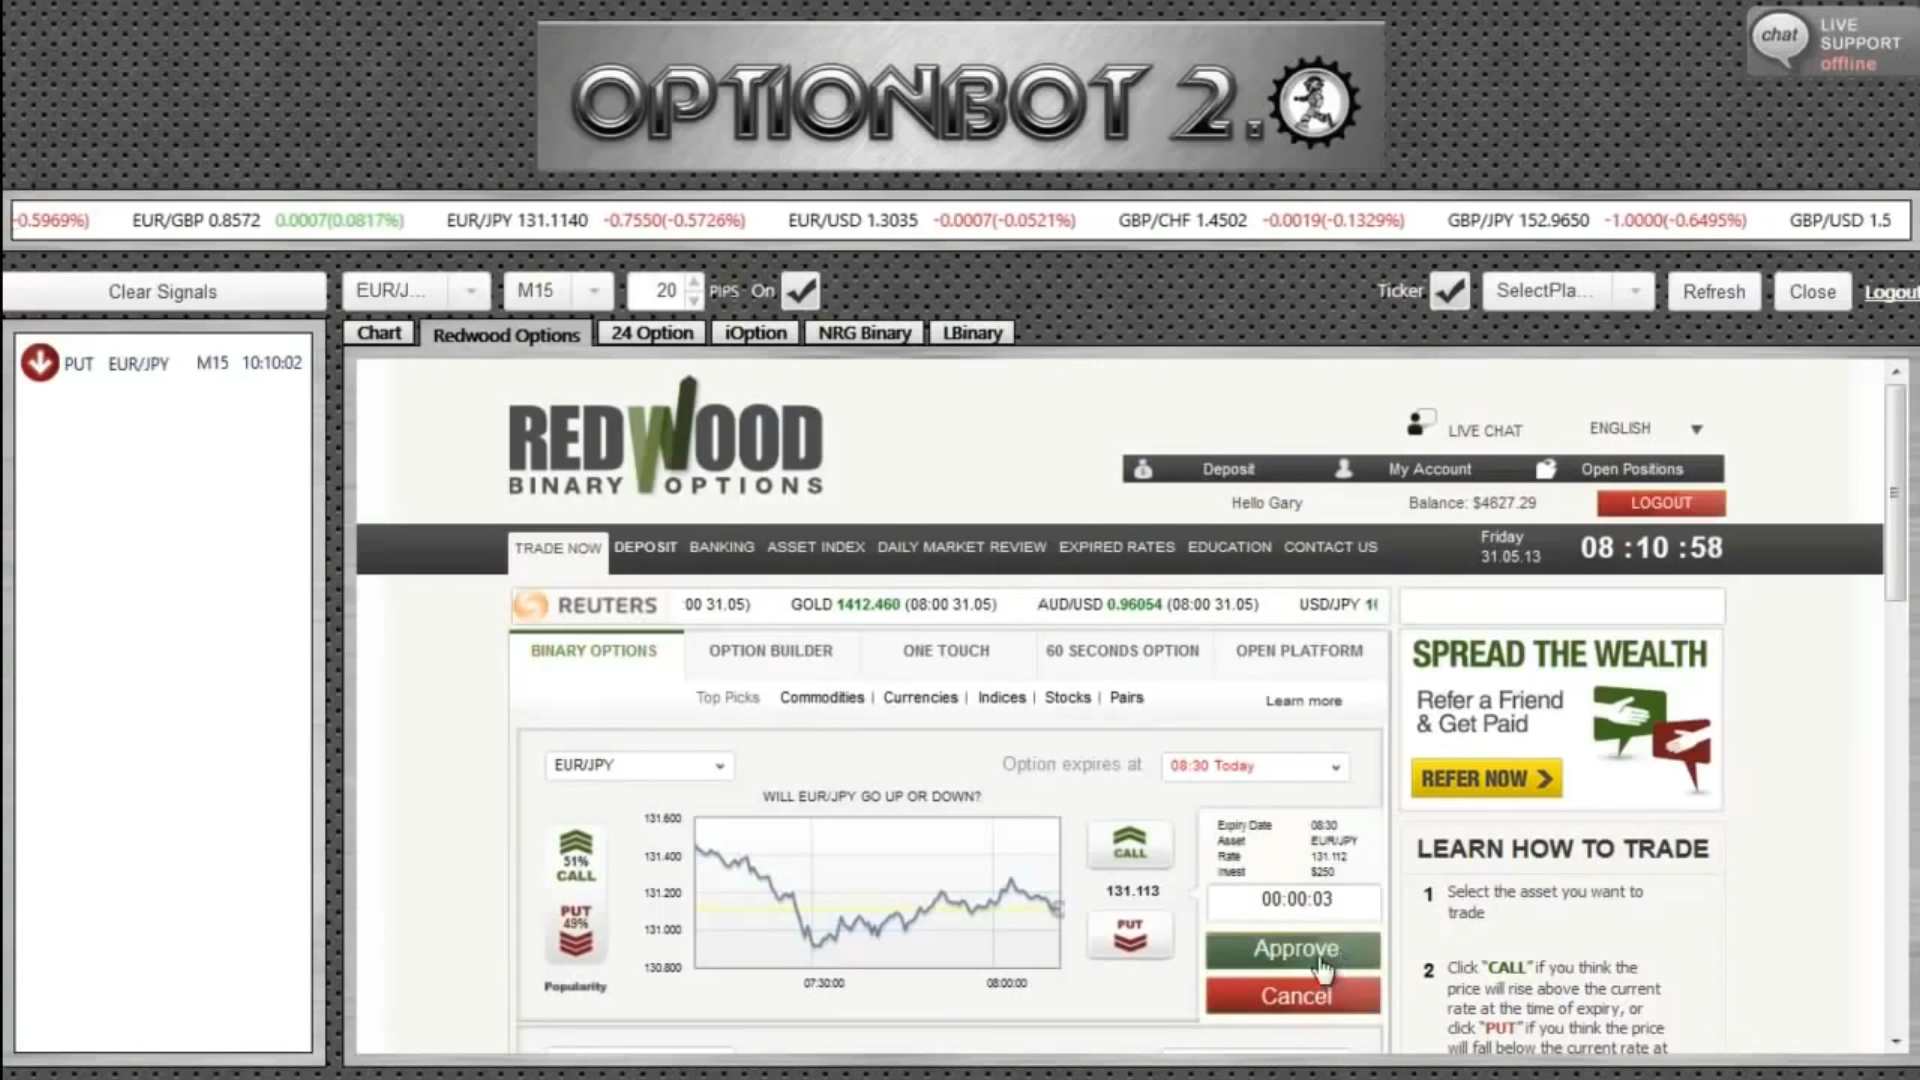 OPTIONBOT 2.
chat LIVE SUPPORT offline
-0.5969%) EUR/GBP 0.8572 0.0007(0.0817%) EUR/JPY 131.1140 -0.7550(-0.5726%) EUR/USD 1.3035 -0.0007(-0.0521%) GBP/CHF 1.4502 -0.0019(-0.1329%) GBP/JPY 152.9650 -1.0000(-0.6495%) GBP/USD 1.5
Clear Signals EUR/J... M15 20 PIPS On Ticker SelectPla... Refresh Close Logout
Chart Redwood Options 24 Option iOption NRG Binary LBinary
PUT EUR/JPY M15 10:10:02
REDWOOD
BINARY OPTIONS
LIVE CHAT ENGLISH
Deposit My Account Open Positions
Hello Gary Balance: $4627.29 LOGOUT
TRADE NOW DEPOSIT BANKING ASSET INDEX DAILY MARKET REVIEW EXPIRED RATES EDUCATION CONTACT US
Friday
31.05.13
08 :10 :58
REUTERS :00 31.05) GOLD 1412.460 (08:00 31.05) AUD/USD 0.96054 (08:00 31.05) USD/JPY 1
BINARY OPTIONS OPTION BUILDER ONE TOUCH 60 SECONDS OPTION OPEN PLATFORM
Top Picks Commodities | Currencies | Indices | Stocks | Pairs Learn more
EUR/JPY Option expires at 08:30 Today
WILL EUR/JPY GO UP OR DOWN?
51%
CALL
PUT
49%
Popularity
131.600
131.400
131.200
131.000
130.800
07:30:00 08:00:00
CALL
131.113
PUT
Expiry Date 08:30
Asset EUR/JPY
Rate 131.112
Invest $250
00:00:03
Approve
Cancel
SPREAD THE WEALTH
Refer a Friend
& Get Paid
REFER NOW
LEARN HOW TO TRADE
1 Select the asset you want to
trade
2 Click "CALL" if you think the
price will rise above the current
rate at the time of expiry, or
click "PUT" if you think the price
will fall below the current rate at